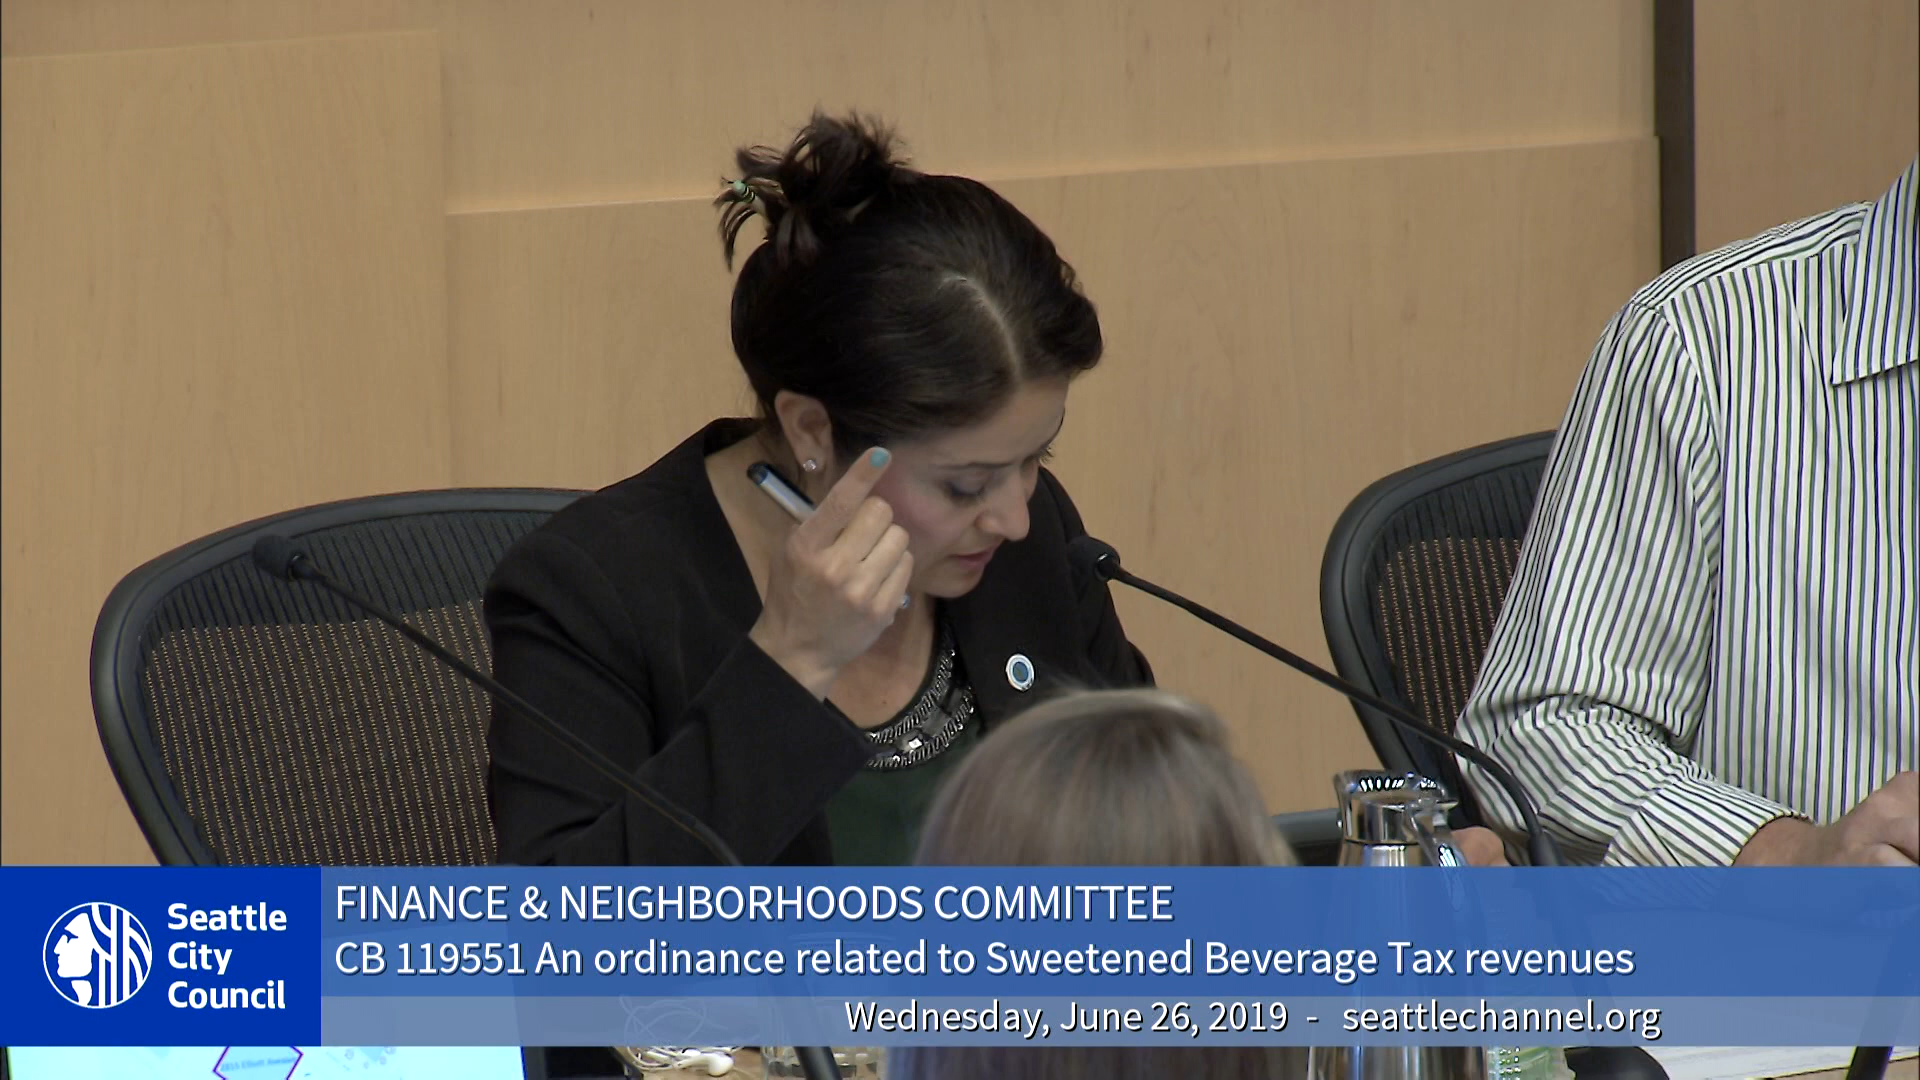 Seattle
City
Council
FINANCE & NEIGHBORHOODS COMMITTEE
CB 119551 An ordinance related to Sweetened Beverage Tax revenues
Wednesday, June 26, 2019 - seattlechannel.org